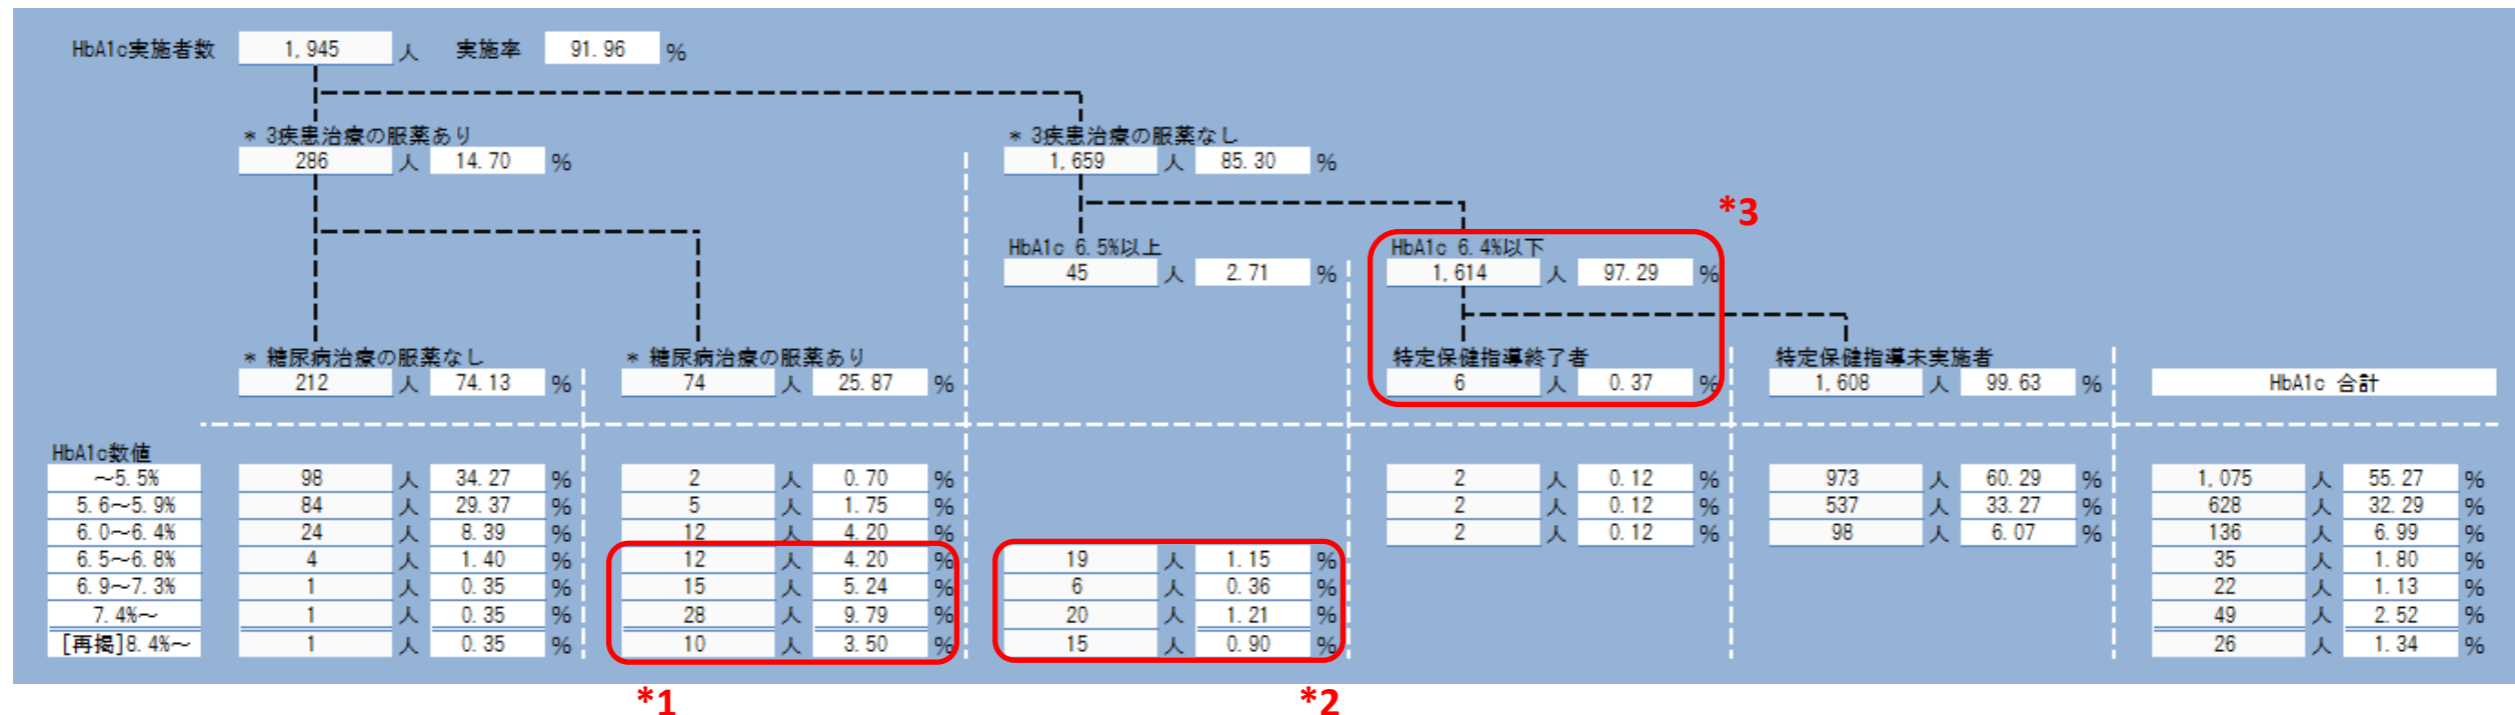 HbA1c実施者数 1,945 人 実施率 91.96 %
* 3疾患治療の服薬あり * 3疾患治療の服薬なし
286 人 14.70 % 1,659 人 85.30 %
*3
HbA1c 6.5%以上 HbA1c 6.4%以下
45 人 2.71 % 1,614 人 97.29 %
* 糖尿病治療の服薬なし * 糖尿病治療の服薬あり 特定保健指導終了者 特定保健指導未実施者
212 人 74.13 % 74 人 25.87 % 6 人 0.37 % 1,608 人 99.63 % HbA1c 合計
HbA1c数値
~5.5% 98 人 34.27 % 2 人 0.70 % 2 人 0.12 % 973 人 60.29 % 1,075 人 55.27 %
5.6~5.9% 84 人 29.37 % 5 人 1.75 % 2 人 0.12 % 537 人 33.27 % 628 人 32.29 %
6.0~6.4% 24 人 8.39 % 12 人 4.20 % 2 人 0.12 % 98 人 6.07 % 136 人 6.99 %
6.5~6.8% 4 人 1.40 % 12 人 4.20 % 19 人 1.15 % 35 人 1.80 %
6.9~7.3% 1 人 0.35 % 15 人 5.24 % 6 人 0.36 % 22 人 1.13 %
7.4%~ 1 人 0.35 % 28 人 9.79 % 20 人 1.21 % 49 人 2.52 %
[再掲]8.4%~ 1 人 0.35 % 10 人 3.50 % 15 人 0.90 % 26 人 1.34 %
*1 *2